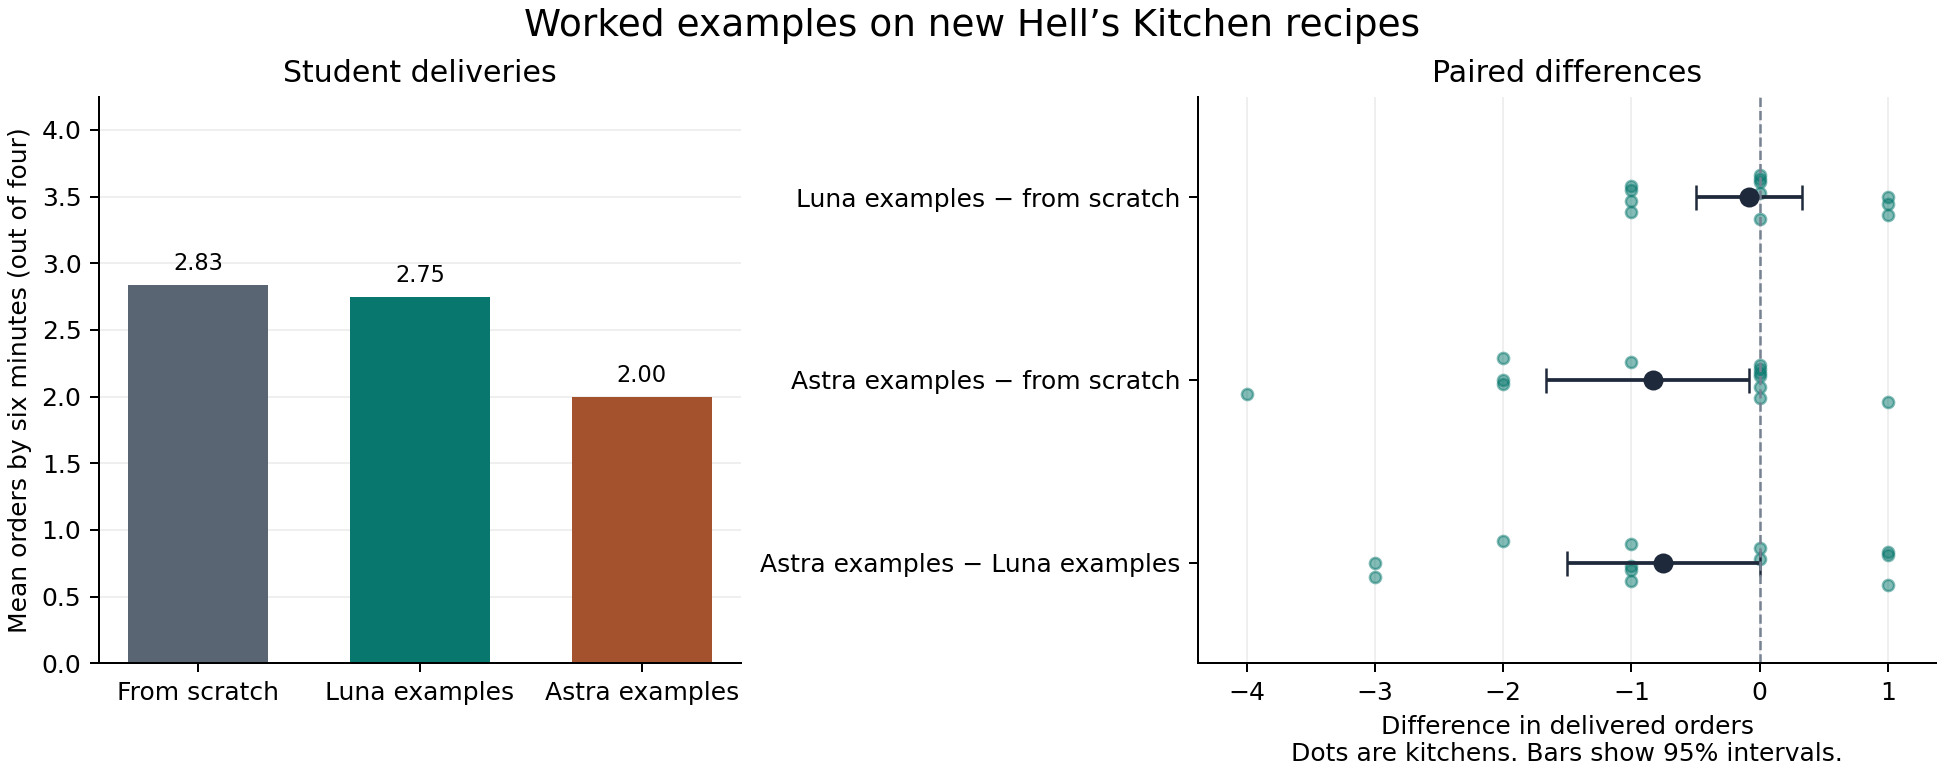 Worked examples on new Hell’s Kitchen recipes
Student deliveries
Mean orders by six minutes (out of four)
4.0
3.5
3.0
2.5
2.0
1.5
1.0
0.5
0.0
2.83
2.75
2.00
From scratch
Luna examples
Astra examples
Paired differences
Luna examples − from scratch
Astra examples − from scratch
Astra examples − Luna examples
−4
−3
−2
−1
0
1
Difference in delivered orders
Dots are kitchens. Bars show 95% intervals.